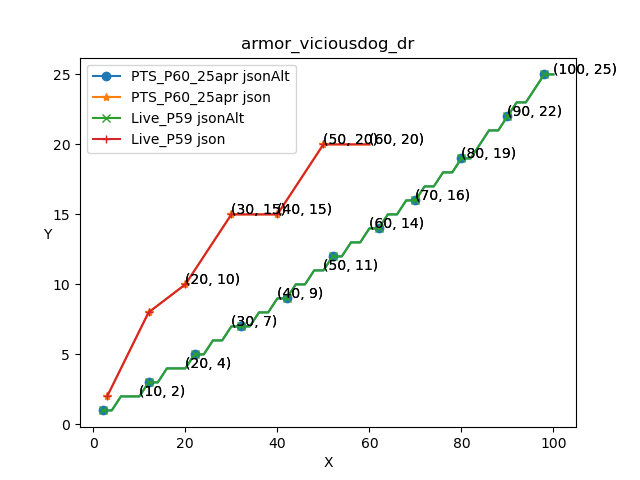 armor_viciousdog_dr
PTS_P60_25apr jsonAlt
PTS_P60_25apr json
Live_P59 jsonAlt
Live_P59 json
(100, 25)
(90, 22)
(50, 20)
(60, 20)
(80, 19)
(70, 16)
(30, 15)
(40, 15)
(60, 14)
(50, 11)
(20, 10)
(40, 9)
(30, 7)
(20, 4)
(10, 2)
25
20
15
10
5
0
Y
0 20 40 60 80 100
X